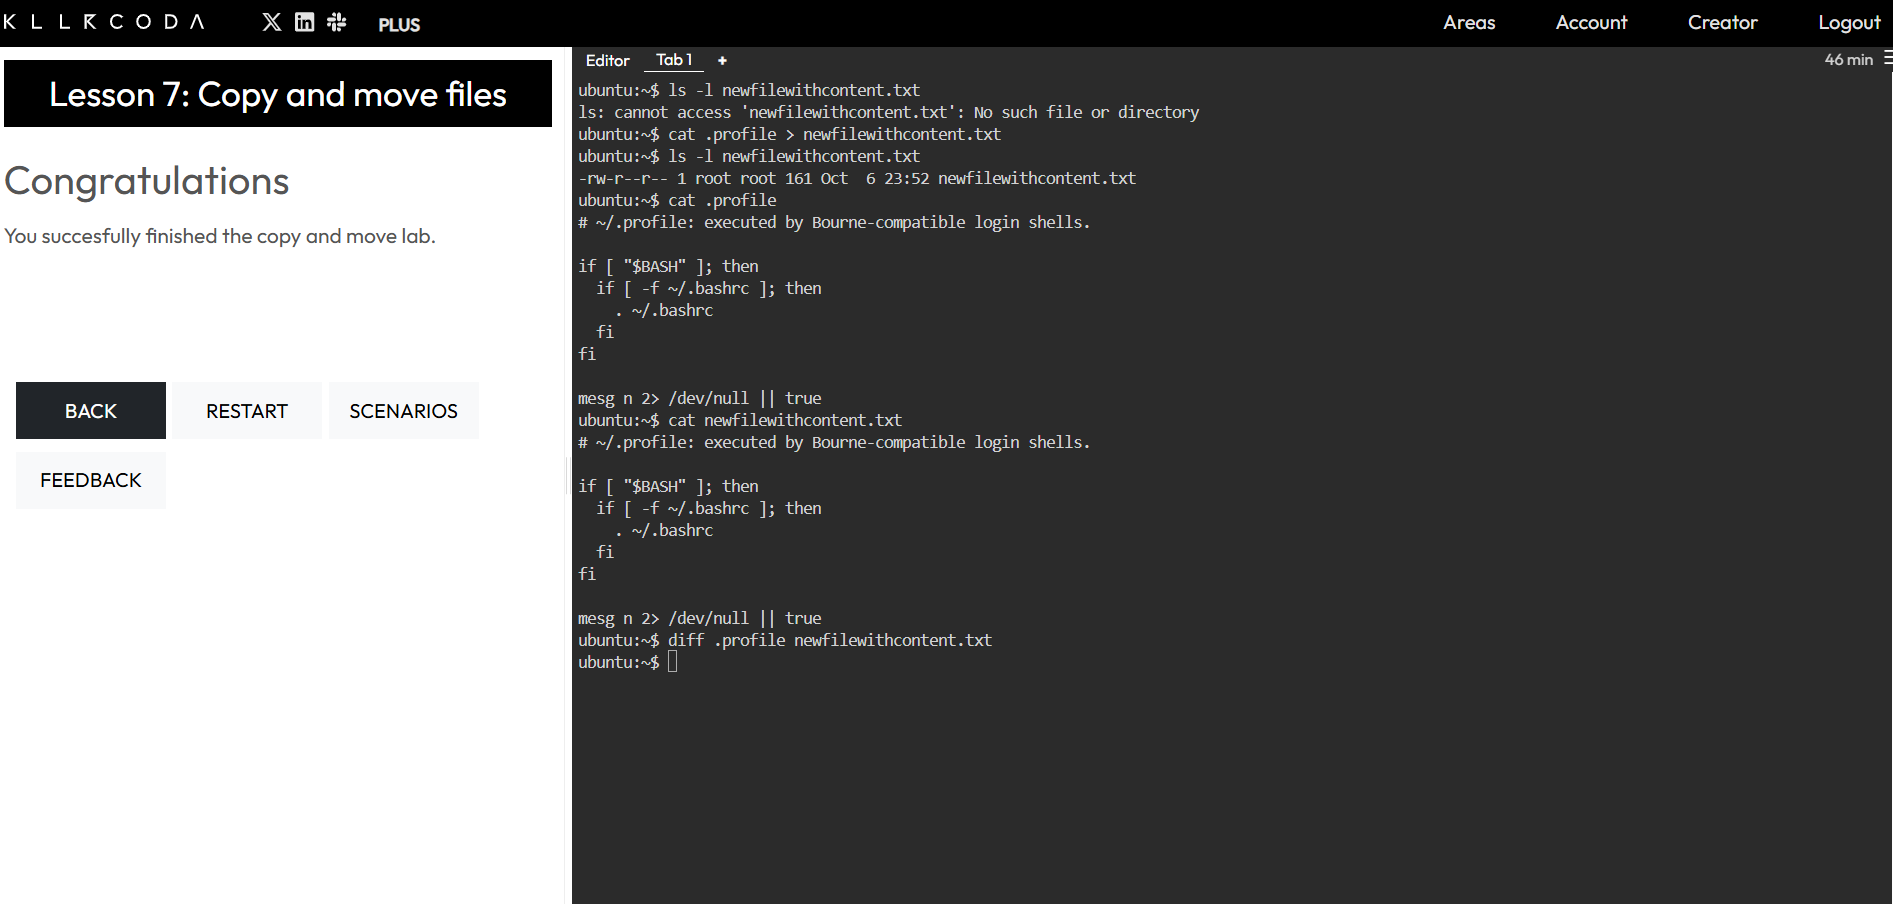 KLLRCODA PLUS Areas Account Creator Logout
Lesson 7: Copy and move files
Congratulations
You succesfully finished the copy and move lab.
BACK RESTART SCENARIOS
FEEDBACK
Editor Tab 1 + 46 min
ubuntu:~$ ls -l newfilewithcontent.txt
ls: cannot access 'newfilewithcontent.txt': No such file or directory
ubuntu:~$ cat .profile > newfilewithcontent.txt
ubuntu:~$ ls -l newfilewithcontent.txt
-rw-r--r-- 1 root root 161 Oct  6 23:52 newfilewithcontent.txt
ubuntu:~$ cat .profile
# ~/.profile: executed by Bourne-compatible login shells.
if [ "$BASH" ]; then
  if [ -f ~/.bashrc ]; then
    . ~/.bashrc
  fi
fi
mesg n 2> /dev/null || true
ubuntu:~$ cat newfilewithcontent.txt
# ~/.profile: executed by Bourne-compatible login shells.
if [ "$BASH" ]; then
  if [ -f ~/.bashrc ]; then
    . ~/.bashrc
  fi
fi
mesg n 2> /dev/null || true
ubuntu:~$ diff .profile newfilewithcontent.txt
ubuntu:~$